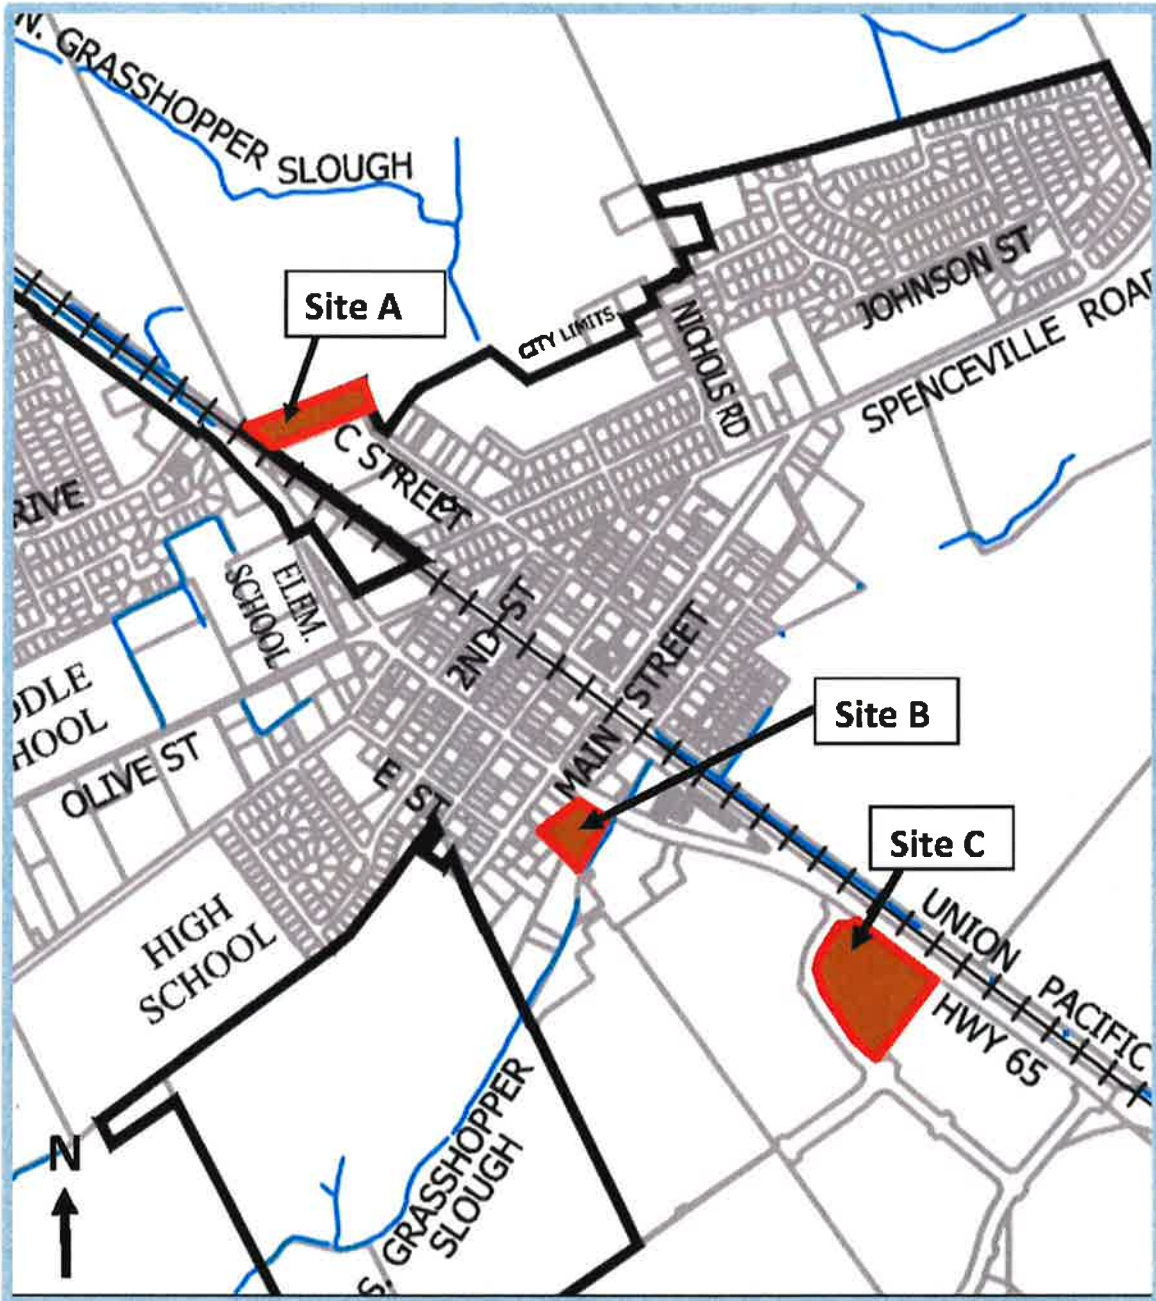 N. GRASSHOPPER SLOUGH
Site A
CITY LIMITS
NICHOLS RD
JOHNSON ST
SPENCEVILLE ROA
C STREET
RIVE
ELEM.
SCHOOL
2ND ST
MAIN STREET
Site B
DDLE
HOOL
OLIVE ST
E ST
Site C
HIGH
SCHOOL
UNION PACIFIC
HWY 65
N
S. GRASSHOPPER
SLOUGH